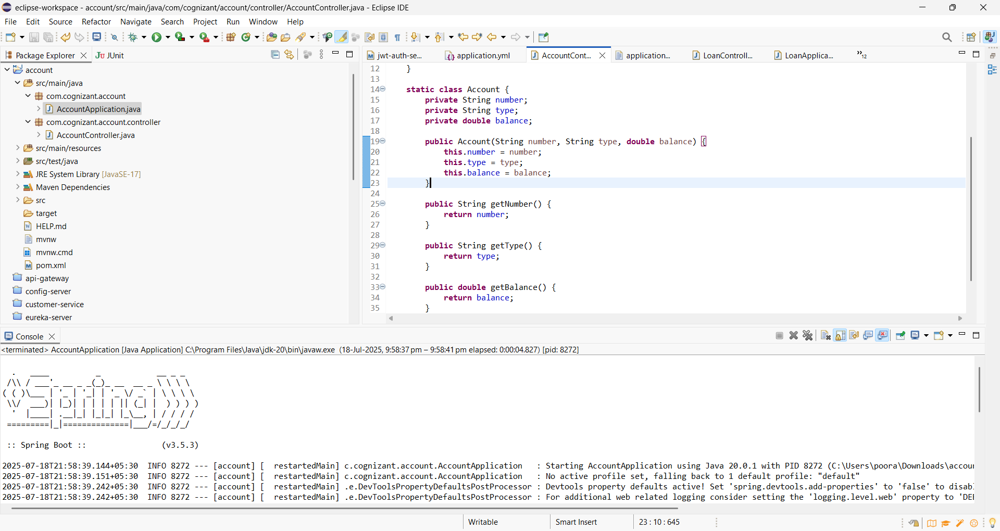 eclipse-workspace - account/src/main/java/com/cognizant/account/controller/AccountController.java - Eclipse IDE
File Edit Source Refactor Navigate Search Project Run Window Help
Package Explorer JUnit
account
src/main/java
com.cognizant.account
AccountApplication.java
com.cognizant.account.controller
AccountController.java
src/main/resources
src/test/java
JRE System Library [JavaSE-17]
Maven Dependencies
src
target
HELP.md
mvnw
mvnw.cmd
pom.xml
api-gateway
config-server
customer-service
eureka-server
jwt-auth-se... application.yml AccountCont... application... LoanControll... LoanApplica... »12
12 }
13
14 static class Account {
15 private String number;
16 private String type;
17 private double balance;
18
19 public Account(String number, String type, double balance) {
20 this.number = number;
21 this.type = type;
22 this.balance = balance;
23 }
24
25 public String getNumber() {
26 return number;
27 }
28
29 public String getType() {
30 return type;
31 }
32
33 public double getBalance() {
34 return balance;
35 }
Console
<terminated> AccountApplication [Java Application] C:\Program Files\Java\jdk-20\bin\javaw.exe (18-Jul-2025, 9:58:37 pm – 9:58:41 pm elapsed: 0:00:04.827) [pid: 8272]
Spring
:: Spring Boot :: (v3.5.3)
2025-07-18T21:58:39.144+05:30 INFO 8272 --- [account] [ restartedMain] c.cognizant.account.AccountApplication : Starting AccountApplication using Java 20.0.1 with PID 8272 (C:\Users\poora\Downloads\accou
2025-07-18T21:58:39.151+05:30 INFO 8272 --- [account] [ restartedMain] c.cognizant.account.AccountApplication : No active profile set, falling back to 1 default profile: "default"
2025-07-18T21:58:39.242+05:30 INFO 8272 --- [account] [ restartedMain] .e.DevToolsPropertyDefaultsPostProcessor : Devtools property defaults active! Set 'spring.devtools.add-properties' to 'false' to disab
2025-07-18T21:58:39.242+05:30 INFO 8272 --- [account] [ restartedMain] .e.DevToolsPropertyDefaultsPostProcessor : For additional web related logging consider setting the 'logging.level.web' property to 'DE
Writable Smart Insert 23 : 10 : 645